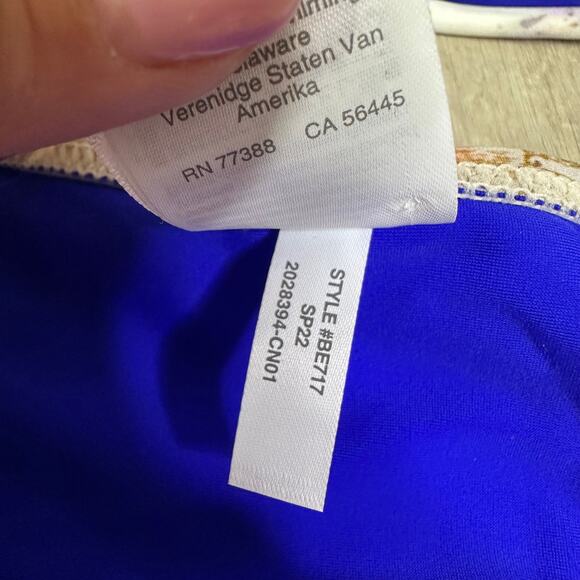 Verenidge Staten Van
Amerika
RN 77388 CA 56445
STYLE #BE717
SP22
2028394-CN01